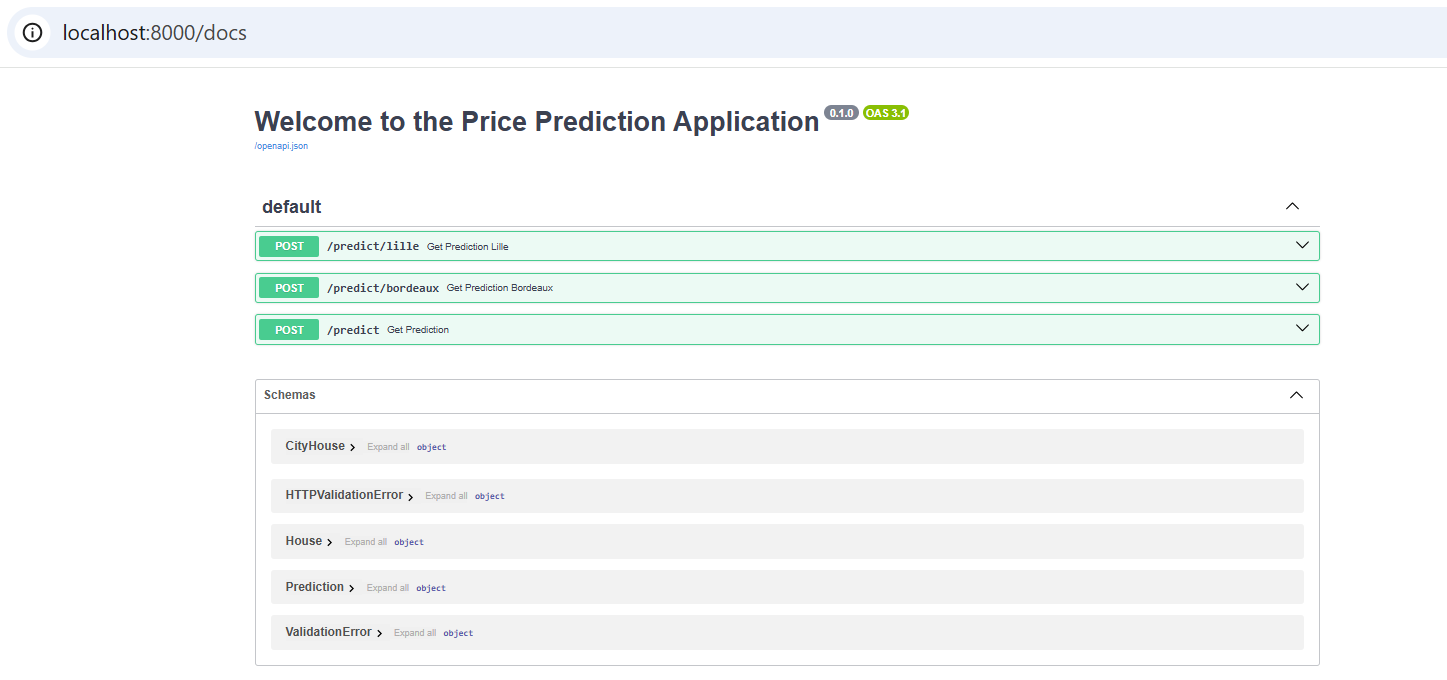 localhost:8000/docs
Welcome to the Price Prediction Application 0.1.0 OAS 3.1
/openapi.json
default
POST /predict/lille Get Prediction Lille
POST /predict/bordeaux Get Prediction Bordeaux
POST /predict Get Prediction
Schemas
CityHouse Expand all object
HTTPValidationError Expand all object
House Expand all object
Prediction Expand all object
ValidationError Expand all object